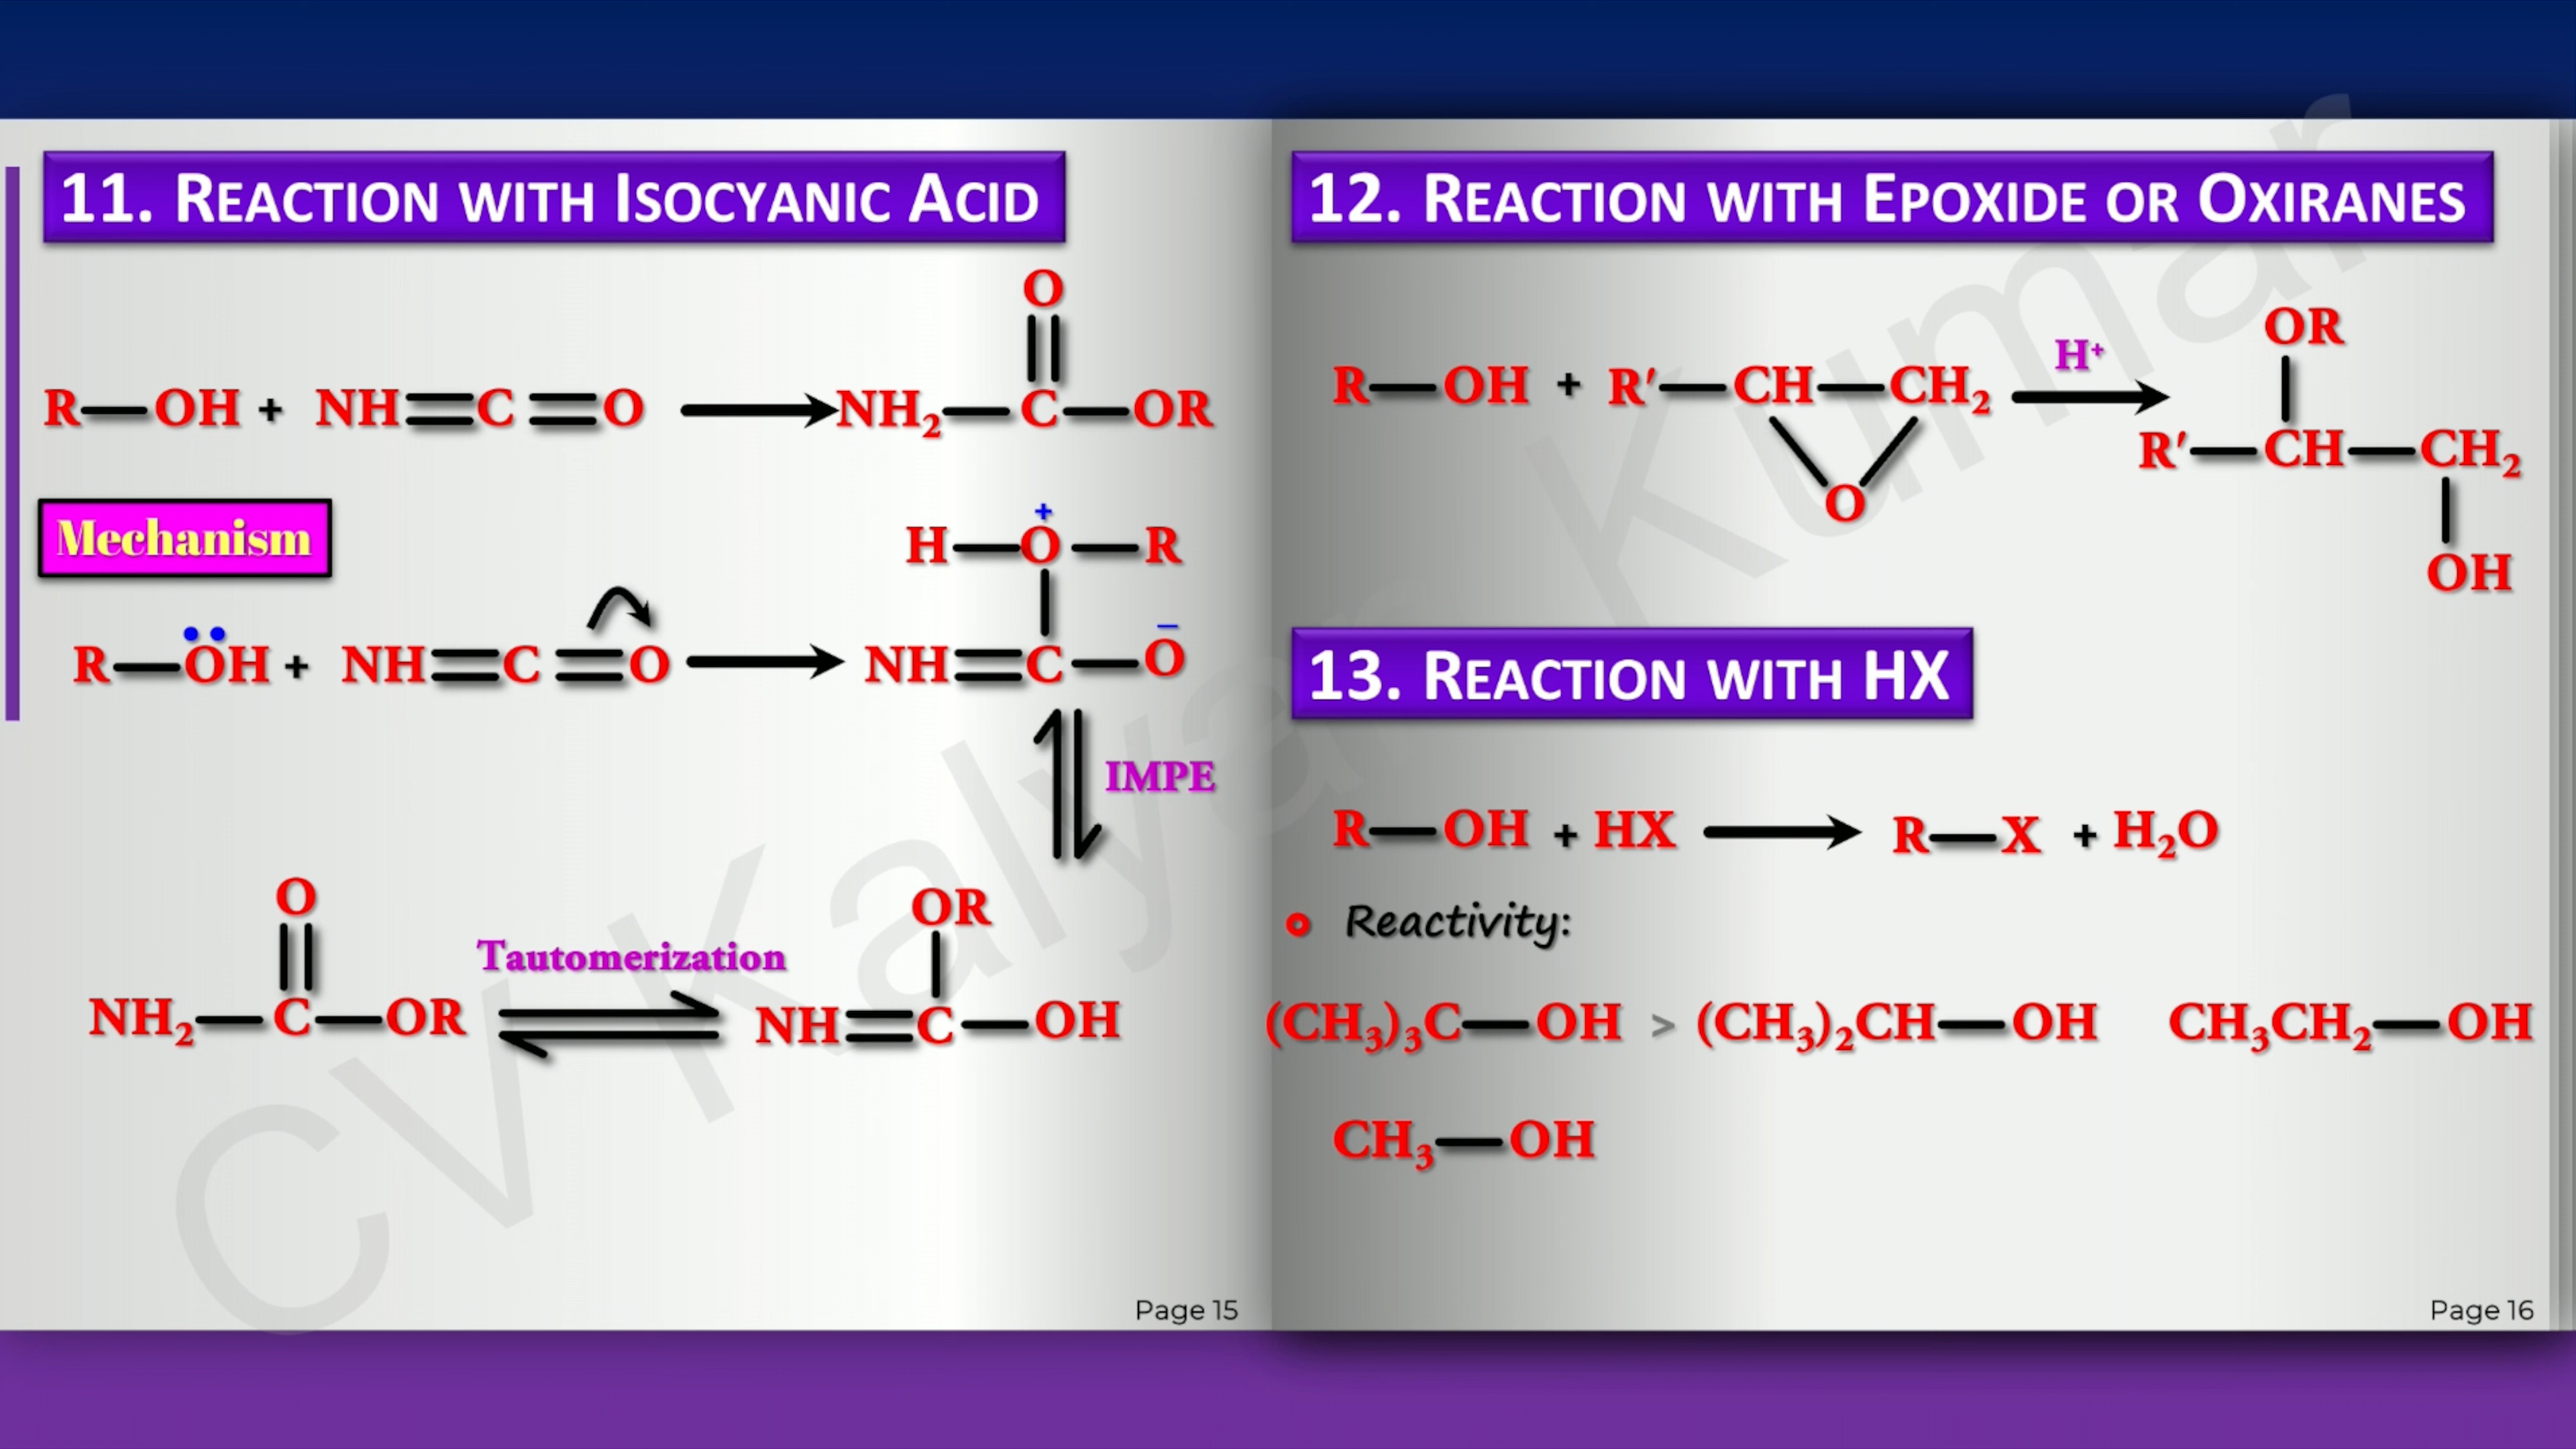 11. REACTION WITH ISOCYANIC ACID
O
R—OH + NH=C=O → NH₂—C—OR
Mechanism
+
H—O—R
R—OH + NH=C=O → NH=C—O
–
IMPE
O
OR
Tautomerization
NH₂—C—OR ⇌ NH=C—OH
Page 15
12. REACTION WITH EPOXIDE OR OXIRANES
OR
H⁺
R—OH + R′—CH—CH₂ →
R′—CH—CH₂
O
OH
13. REACTION WITH HX
R—OH + HX → R—X + H₂O
Reactivity:
(CH₃)₃C—OH > (CH₃)₂CH—OH CH₃CH₂—OH
CH₃—OH
Page 16
CV Kalyan Kumar